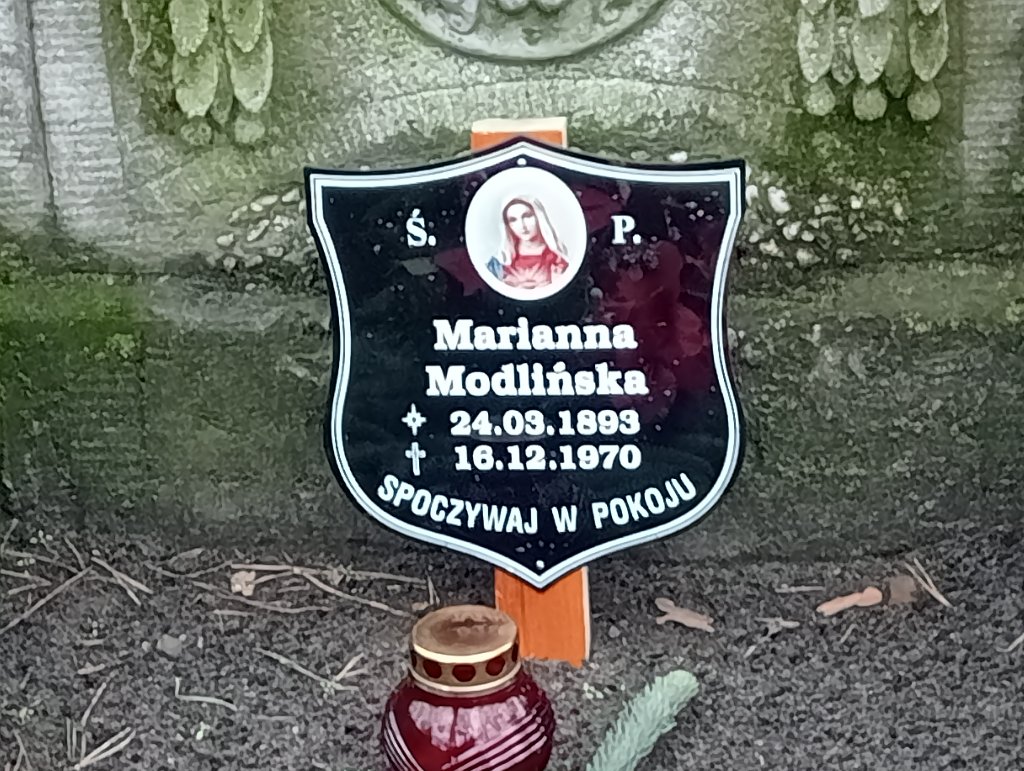 Ś. P.
Marianna
Modlińska
24.03.1893
16.12.1970
SPOCZYWAJ W POKOJU